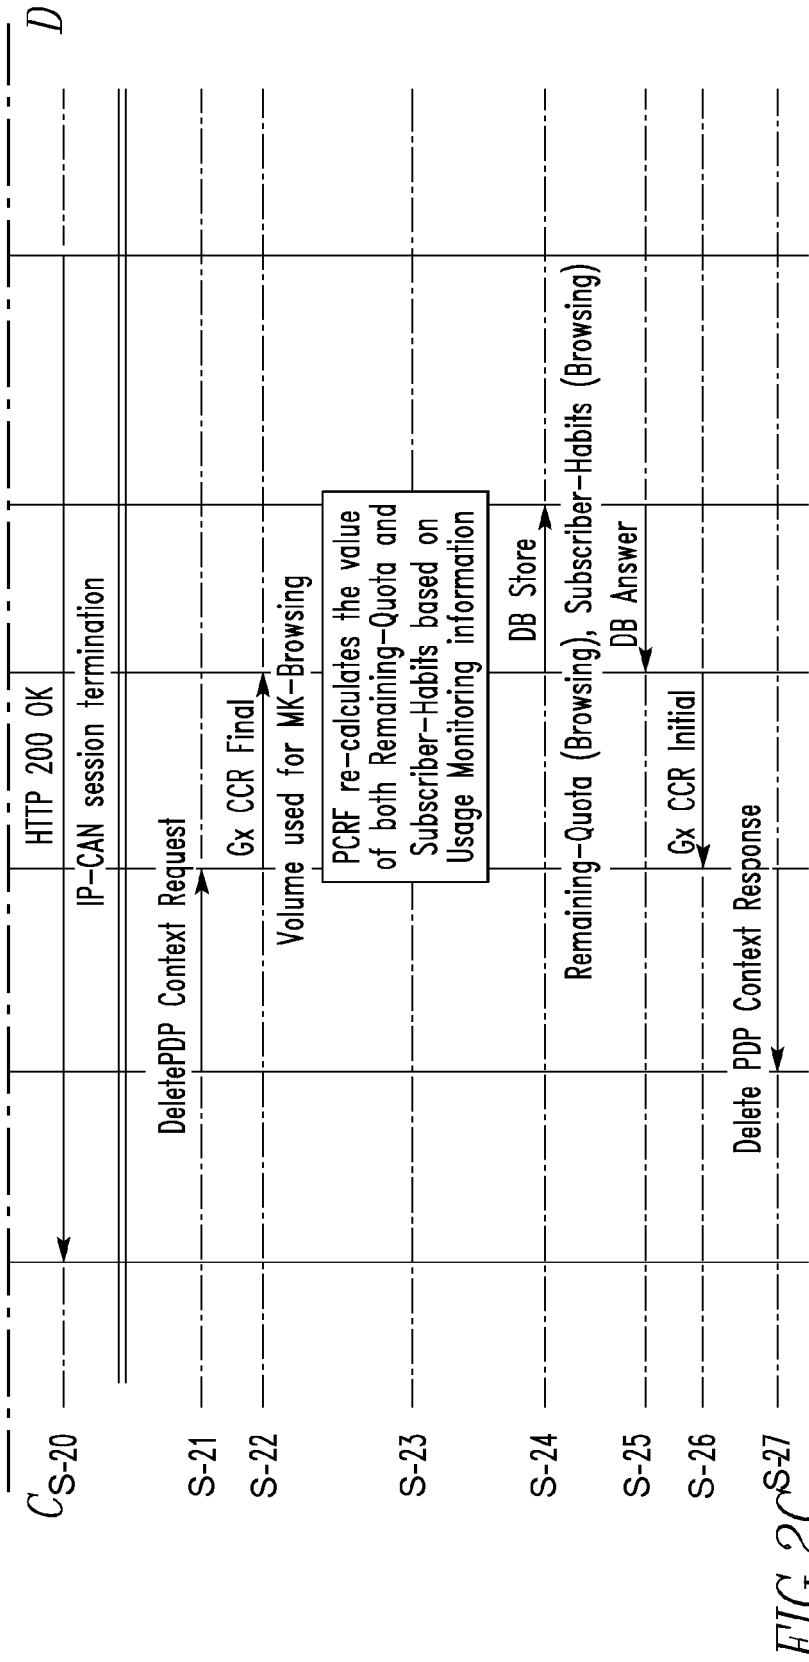 C
D
S-20
HTTP 200 OK
IP-CAN session termination
S-21
DeletePDP Context Request
S-22
Gx CCR Final
Volume used for MK-Browsing
S-23
PCRF re-calculates the value
of both Remaining-Quota and
Subscriber-Habits based on
Usage Monitoring information
S-24
DB Store
Remaining-Quota (Browsing), Subscriber-Habits (Browsing)
S-25
DB Answer
S-26
Gx CCR Initial
S-27
Delete PDP Context Response
FIG 2C